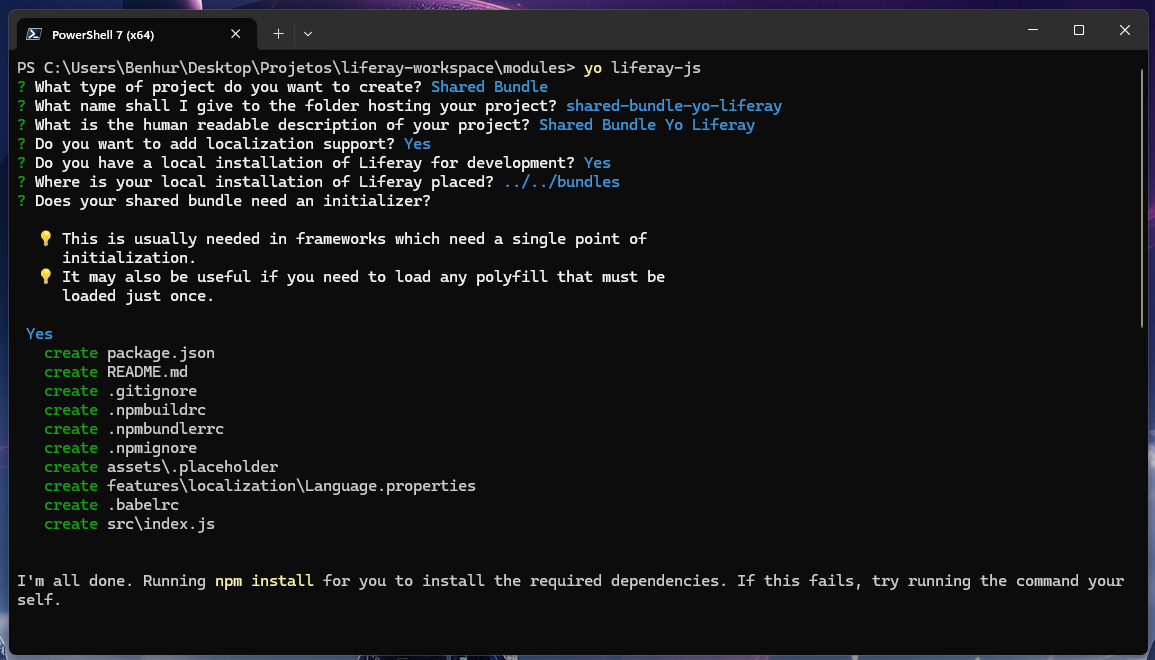 PowerShell 7 (x64)
PS C:\Users\Benhur\Desktop\Projetos\liferay-workspace\modules> yo liferay-js
? What type of project do you want to create? Shared Bundle
? What name shall I give to the folder hosting your project? shared-bundle-yo-liferay
? What is the human readable description of your project? Shared Bundle Yo Liferay
? Do you want to add localization support? Yes
? Do you have a local installation of Liferay for development? Yes
? Where is your local installation of Liferay placed? ../../bundles
? Does your shared bundle need an initializer?
💡 This is usually needed in frameworks which need a single point of
initialization.
💡 It may also be useful if you need to load any polyfill that must be
loaded just once.
Yes
create package.json
create README.md
create .gitignore
create .npmbuildrc
create .npmbundlerrc
create .npmignore
create assets\.placeholder
create features\localization\Language.properties
create .babelrc
create src\index.js
I'm all done. Running npm install for you to install the required dependencies. If this fails, try running the command your
self.